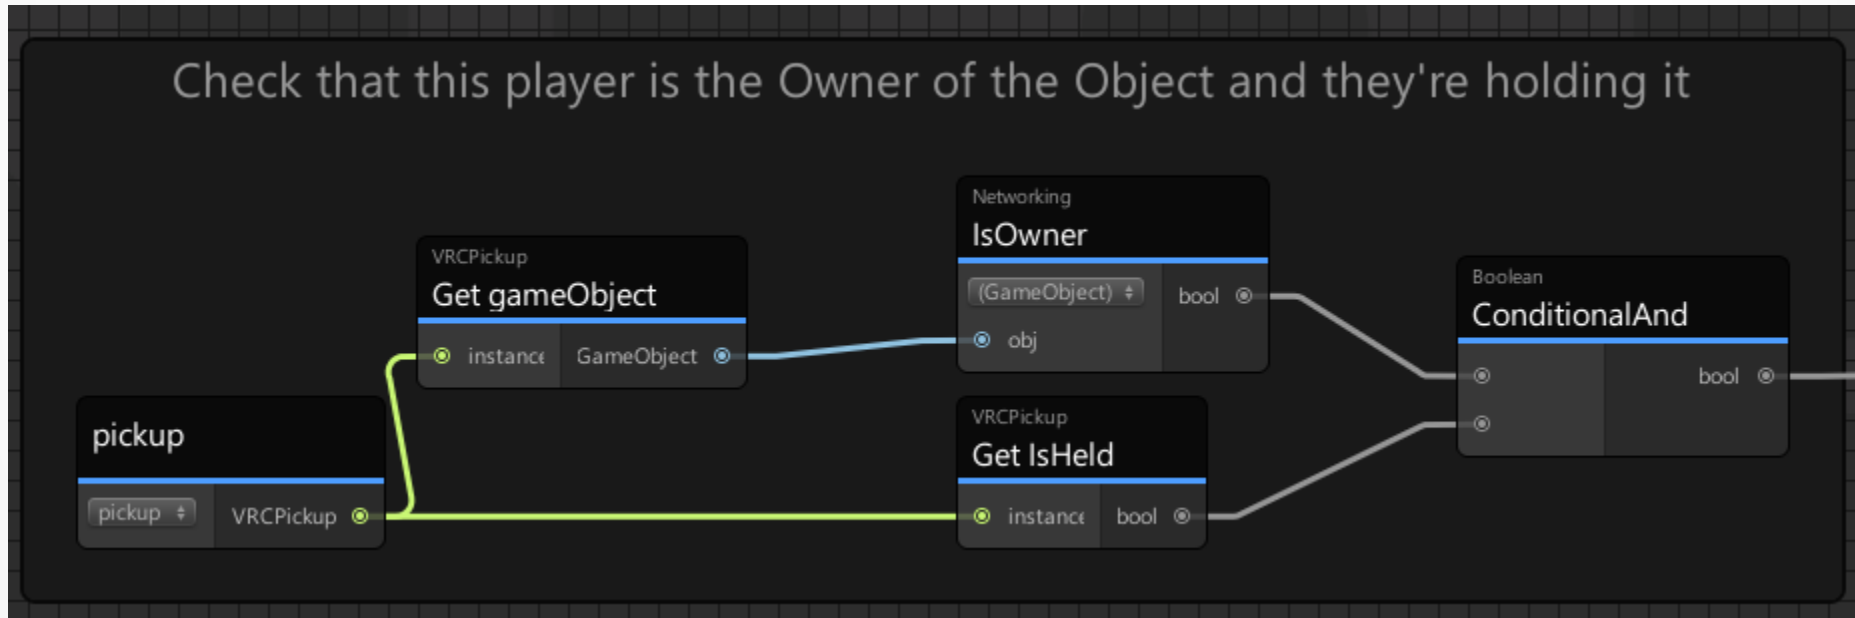 Check that this player is the Owner of the Object and they're holding it
Networking
IsOwner
(GameObject)
bool
obj
VRCPickup
Get gameObject
instance
GameObject
Boolean
ConditionalAnd
bool
pickup
pickup
VRCPickup
VRCPickup
Get IsHeld
instance
bool